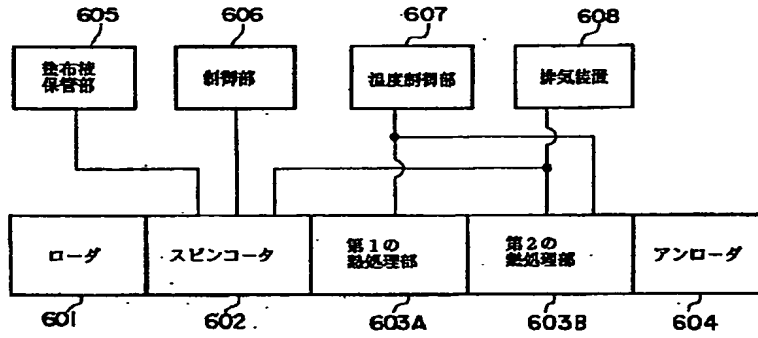 605
606
607
608
塗布液
保管部
制御部
温度制御部
排気装置
ローダ
スピンコータ
第1の
熱処理部
第2の
熱処理部
アンローダ
601
602
603A
603B
604